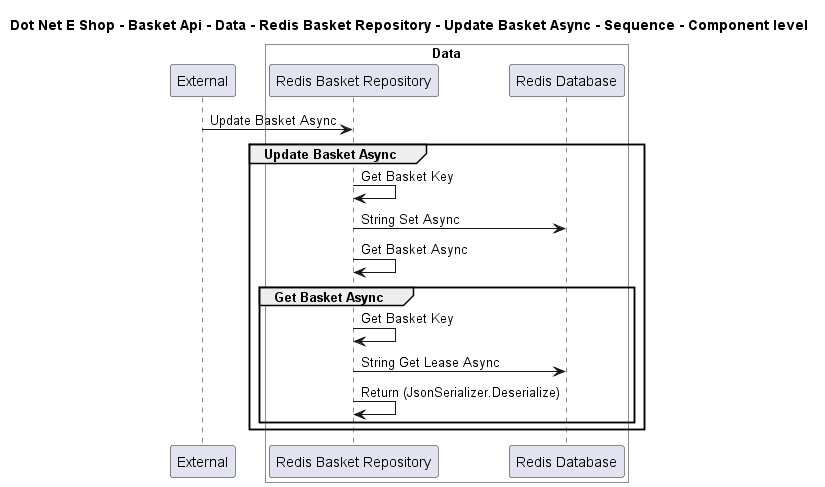 Dot Net E Shop - Basket Api - Data - Redis Basket Repository - Update Basket Async - Sequence - Component level
Data
External Redis Basket Repository Redis Database
Update Basket Async
Update Basket Async
Get Basket Key
String Set Async
Get Basket Async
Get Basket Async
Get Basket Key
String Get Lease Async
Return (JsonSerializer.Deserialize)
External Redis Basket Repository Redis Database